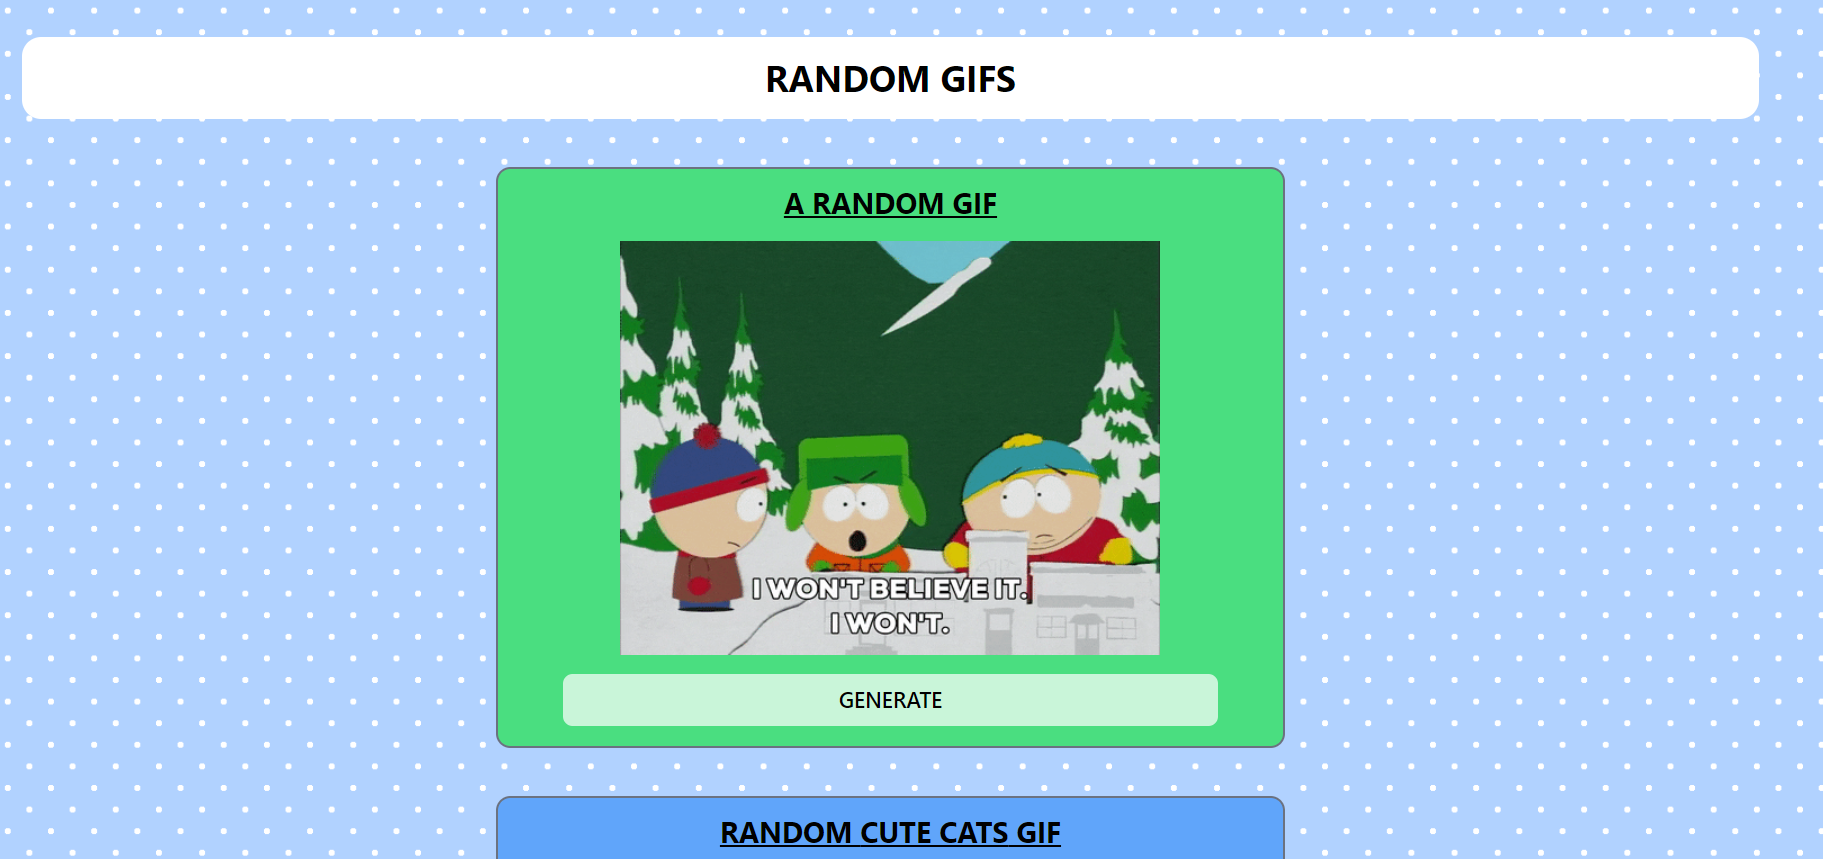 RANDOM GIFS
A RANDOM GIF
I WON'T BELIEVE IT.
I WON'T.
GENERATE
RANDOM CUTE CATS GIF